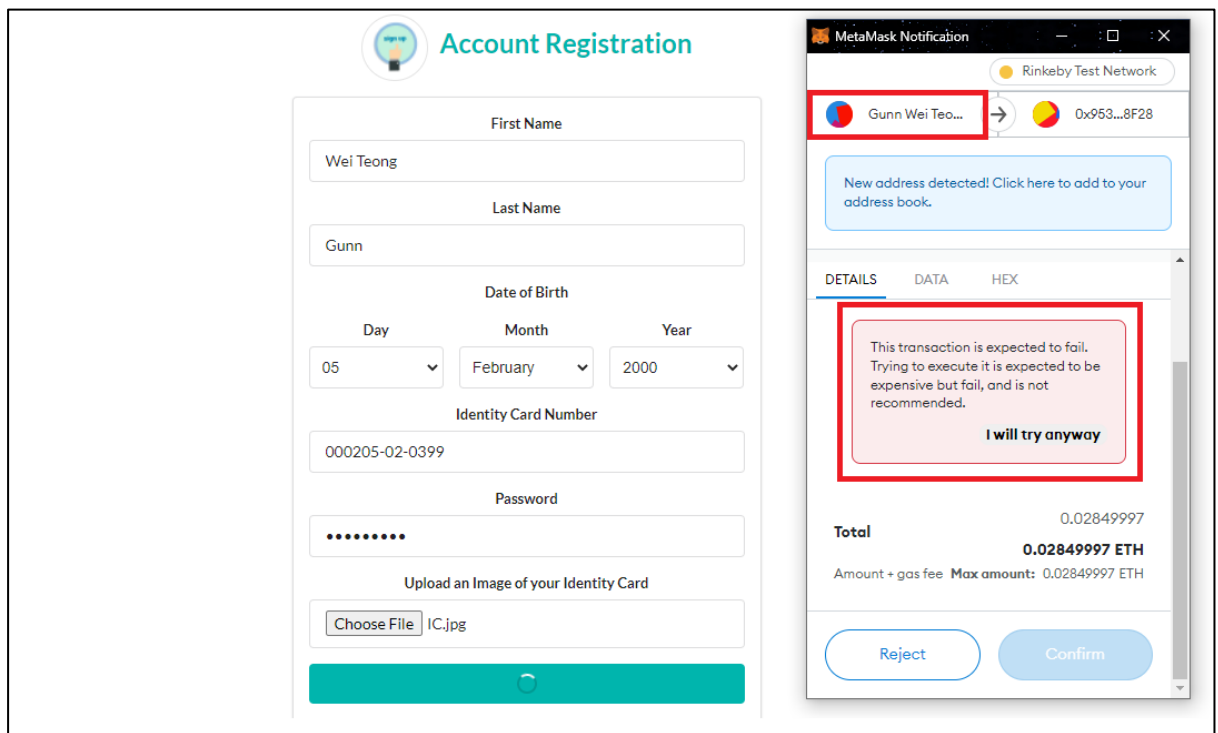 sign up
Account Registration
First Name
Wei Teong
Last Name
Gunn
Date of Birth
Day Month Year
05 February 2000
Identity Card Number
000205-02-0399
Password
•••••••••
Upload an Image of your Identity Card
Choose File IC.jpg
MetaMask Notification
Rinkeby Test Network
Gunn Wei Teo... 0x953...8F28
New address detected! Click here to add to your
address book.
DETAILS DATA HEX
This transaction is expected to fail.
Trying to execute it is expected to be
expensive but fail, and is not
recommended.
I will try anyway
0.02849997
Total
0.02849997 ETH
Amount + gas fee Max amount: 0.02849997 ETH
Reject Confirm